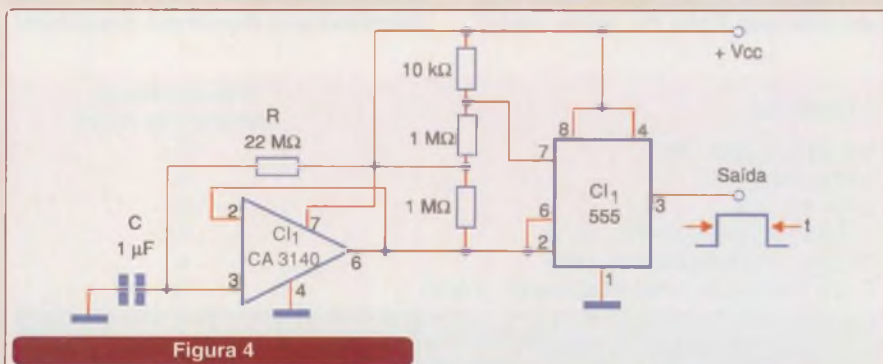 + Vcc
10 kΩ
R
22 MΩ
1 MΩ
8
4
7
Saída
C
1 µF
2
7
1 MΩ
CI₁
555
3
t
CI₁
CA 3140
6
6
2
3
4
1
Figura 4